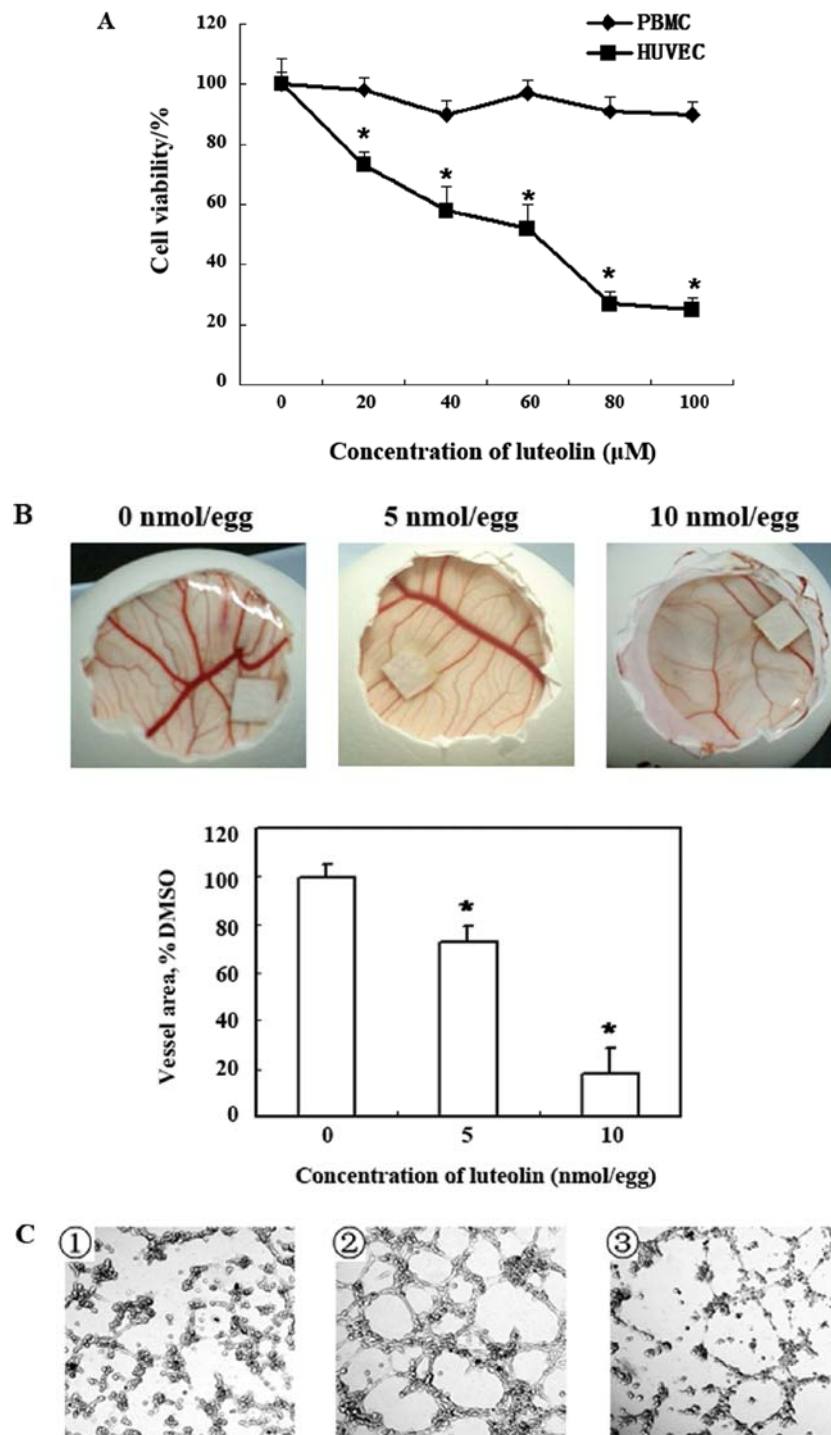 A
PBMC
HUVEC
120
100
80
60
40
20
0
Cell viability/%
* * * * *
0 20 40 60 80 100
Concentration of luteolin (μM)
B
0 nmol/egg 5 nmol/egg 10 nmol/egg
120
100
80
60
40
20
0
Vessel area, %DMSO
* *
0 5 10
Concentration of luteolin (nmol/egg)
C ① ② ③